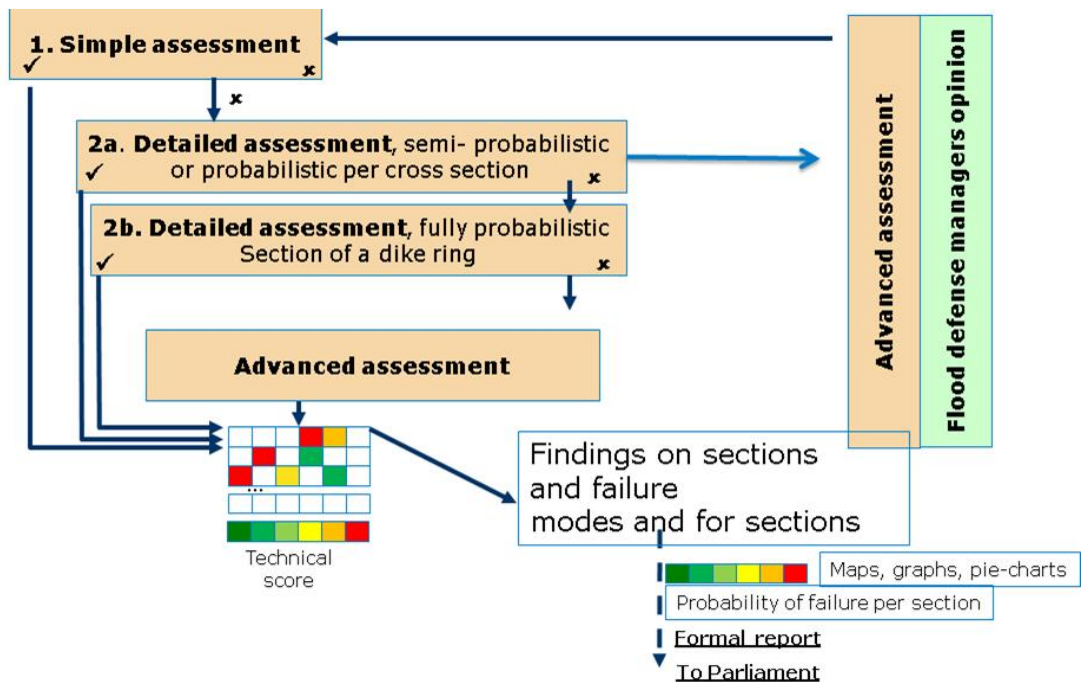 1. Simple assessment
✓
x
x
2a. Detailed assessment, semi- probabilistic
or probabilistic per cross section
✓
x
2b. Detailed assessment, fully probabilistic
Section of a dike ring
✓
x
Advanced assessment
...
Technical
score
Advanced assessment
Flood defense managers opinion
Findings on sections
and failure
modes and for sections
Maps, graphs, pie-charts
Probability of failure per section
Formal report
To Parliament